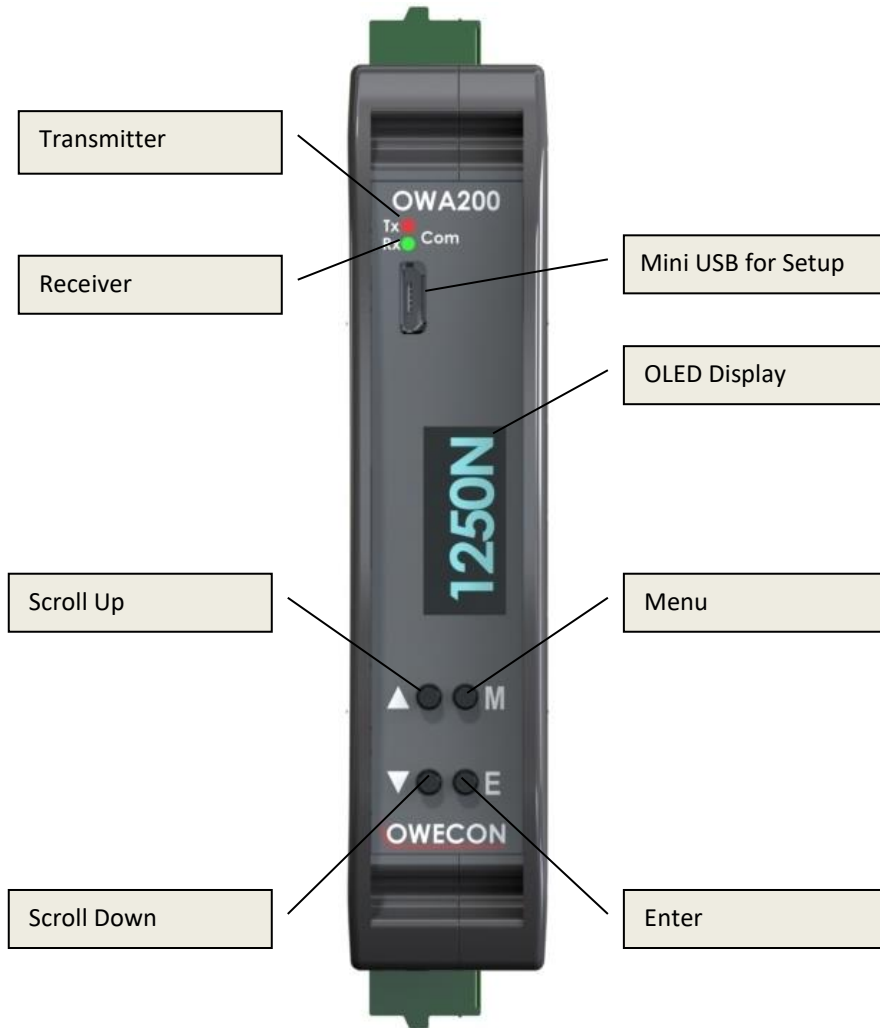 Transmitter
OWA200
Tx
Rx
Com
Receiver
Mini USB for Setup
OLED Display
1250N
Scroll Up
Menu
▲
M
▼
E
OWECON
Scroll Down
Enter